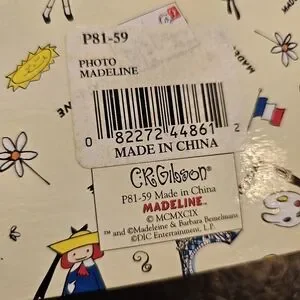 P81-59
PHOTO
MADELINE
0 82272 44861 2
MADE IN CHINA
C.R. Gibson®
P81-59 Made in China
MADELINE™
© MCMXCIX
™ and ©Madeleine & Barbara Bemelmans
©DIC Entertainment, L.P.